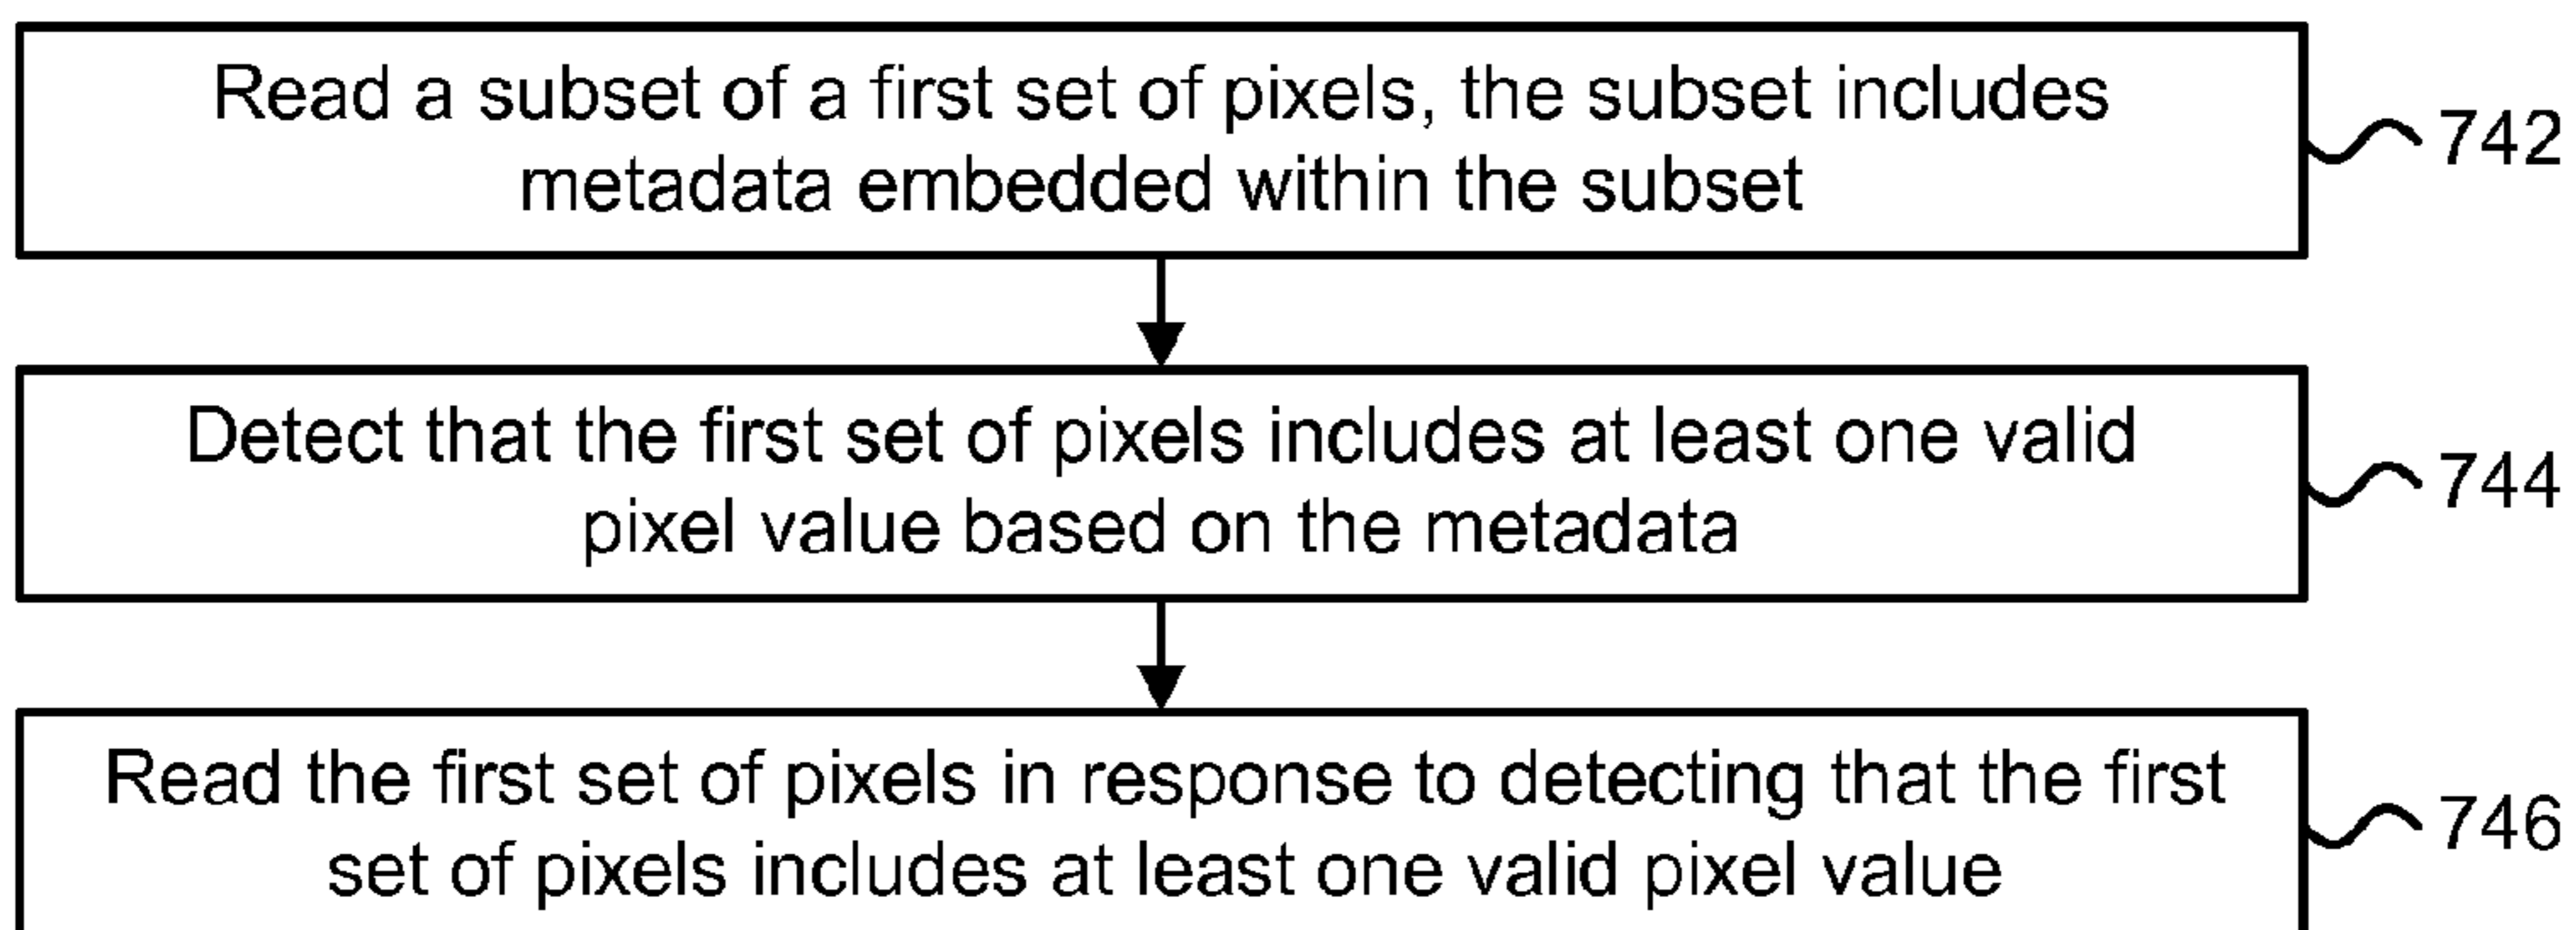 Read a subset of a first set of pixels, the subset includes
metadata embedded within the subset
742
Detect that the first set of pixels includes at least one valid
pixel value based on the metadata
744
Read the first set of pixels in response to detecting that the first
set of pixels includes at least one valid pixel value
746